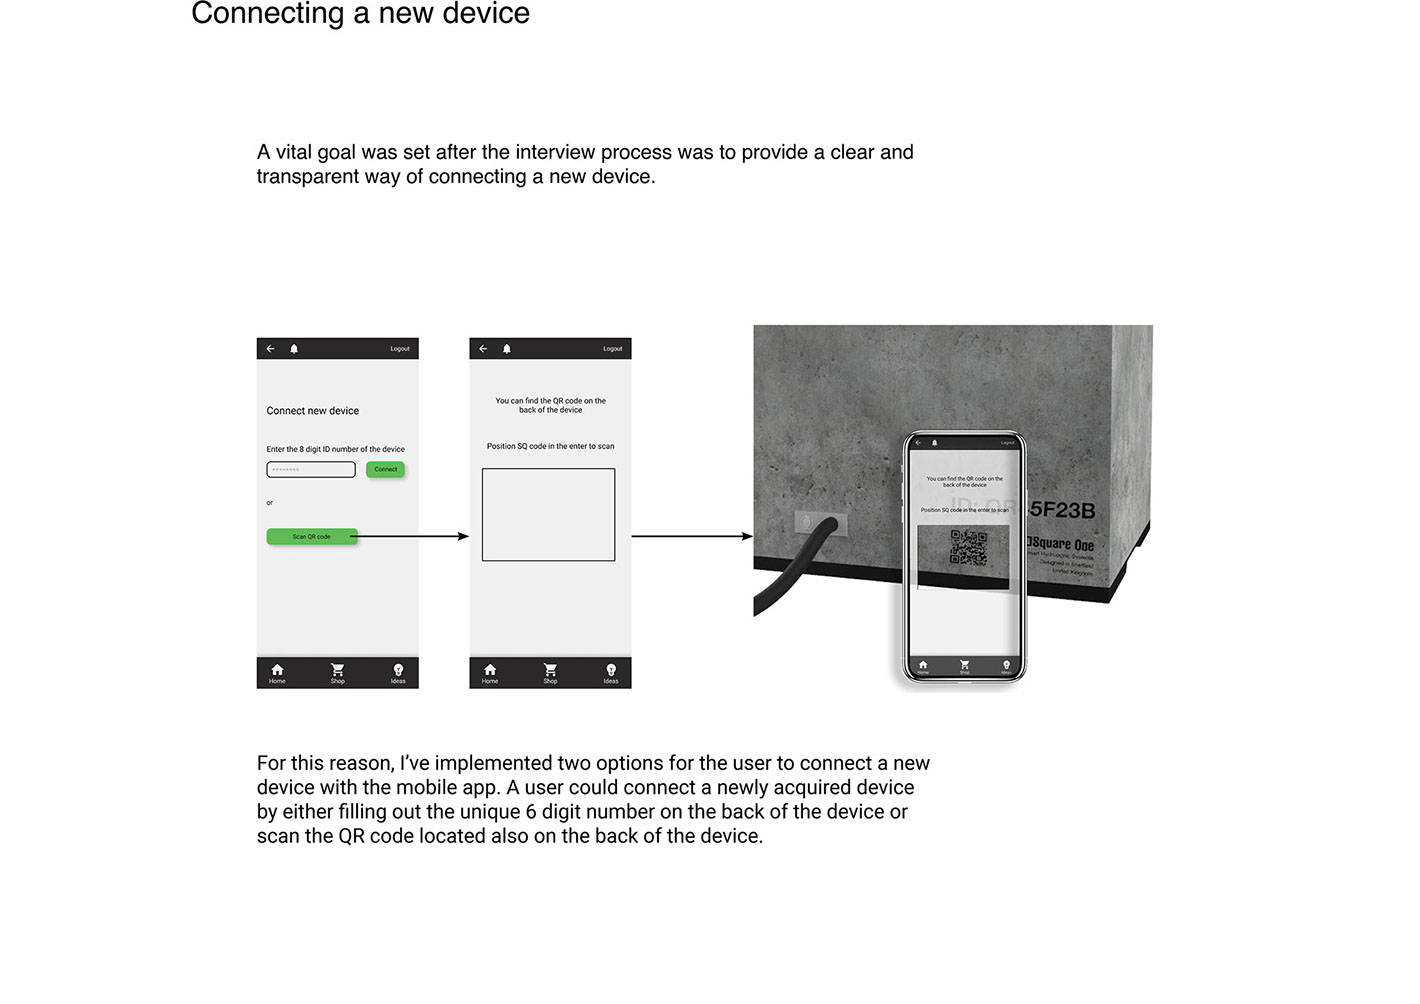 Connecting a new device
A vital goal was set after the interview process was to provide a clear and
transparent way of connecting a new device.
Logout
Connect new device
Enter the 8 digit ID number of the device
Connect
or
Scan QR code
Home Shop Ideas
Logout
You can find the QR code on the
back of the device
Position SQ code in the enter to scan
Home Shop Ideas
5F23B
Square One
Smart Hydroponic Systems
Designed in Sheffield
United Kingdom
Logout
You can find the QR code on the
back of the device
Position SQ code in the enter to scan
Home Shop Ideas
For this reason, I've implemented two options for the user to connect a new
device with the mobile app. A user could connect a newly acquired device
by either filling out the unique 6 digit number on the back of the device or
scan the QR code located also on the back of the device.